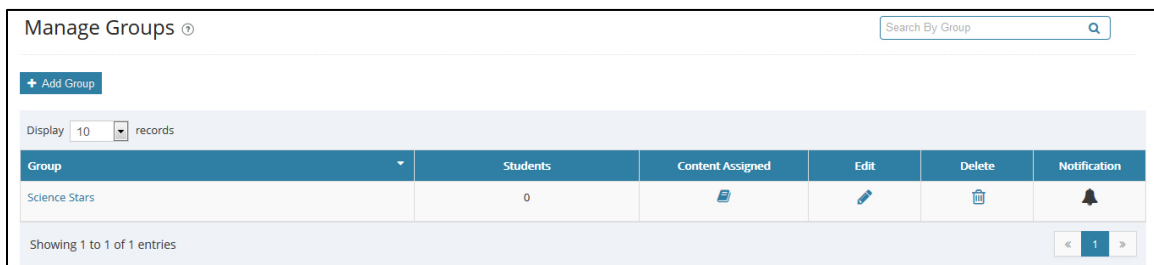 Manage Groups ?
Search By Group
+ Add Group
Display 10 records
Group Students Content Assigned Edit Delete Notification
Science Stars 0
Showing 1 to 1 of 1 entries « 1 »